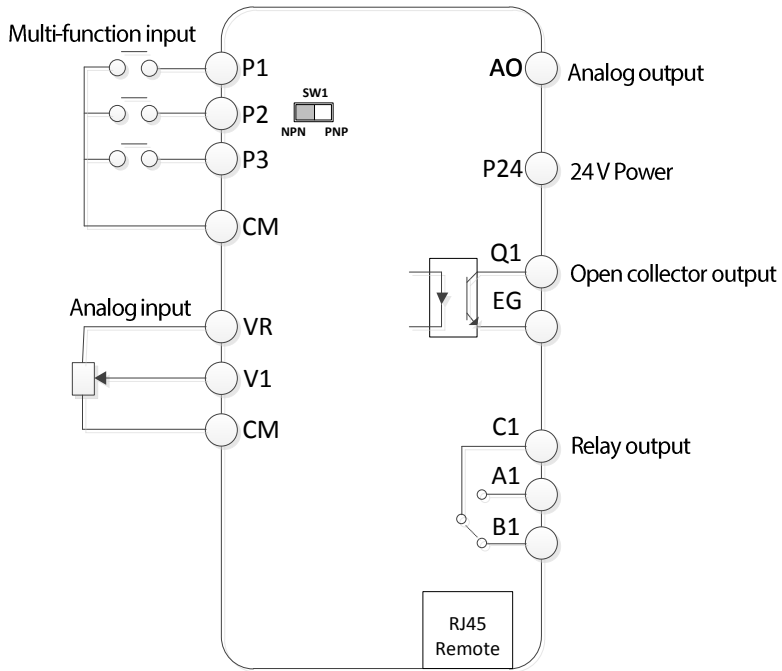 Multi-function input
P1
P2
P3
CM
SW1
NPN PNP
Analog input
VR
V1
CM
AO
Analog output
P24
24 V Power
Q1
Open collector output
EG
C1
Relay output
A1
B1
RJ45
Remote